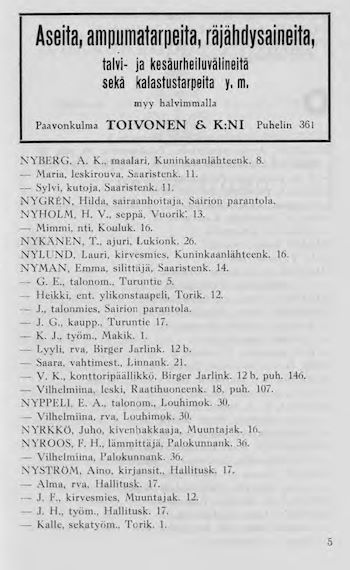 Aseita, ampumatarpeita, räjähdysaineita,
talvi- ja kesäurheiluvälineitä
sekä kalastustarpeita y. m.
myy halvimmalla
Paavonkulma TOIVONEN & K:NI Puhelin 361
NYBERG, A. K., maalari, Kuninkaanlähteenk. 8.
— Maria, leskirouva, Saaristenk. 11.
— Sylvi, kutoja, Saaristenk. 11.
NYGRÉN, Hilda, sairaanhoitaja, Sairion parantola.
NYHOLM, H. V., seppä, Vuorik. 13.
— Mimmi, nti, Kouluk. 16.
NYKÄNEN, T., ajuri, Lukionk. 26.
NYLUND, Lauri, kirvesmies, Kuninkaanlähteenk. 16.
NYMAN, Emma, silittäjä, Saaristenk. 14.
— G. E., talonom., Turuntie 5.
— Heikki, ent. ylikonstaapeli, Torik. 12.
— J., talonmies, Sairion parantola.
— J. G., kaupp., Turuntie 17.
— K. J., työm., Makik. 1.
— Lyyli, rva, Birger Jarlink. 12 b.
— Saara, vahtimest., Linnank. 21.
— V. K., konttoripäällikkö, Birger Jarlink. 12 b, puh. 146.
— Vilhelmiina, leski, Raatihuoneenk. 18, puh. 107.
NYPPELI, E. A., talonom., Louhimok. 30.
— Vilhelmiina, rva, Louhimok. 30.
NYRKKÖ, Juho, kivenhakkaaja, Muuntajak. 16.
NYROOS, F. H., lämmittäjä, Palokunnank. 36.
— Vilhelmiina, Palokunnank. 36.
NYSTRÖM, Aino, kirjansit., Hallitusk. 17.
— Alma, rva, Hallitusk. 17.
— J. F., kirvesmies, Muuntajak. 12.
— J. H., työm., Hallitusk. 17.
— Kalle, sekatyöm., Torik. 1.
5